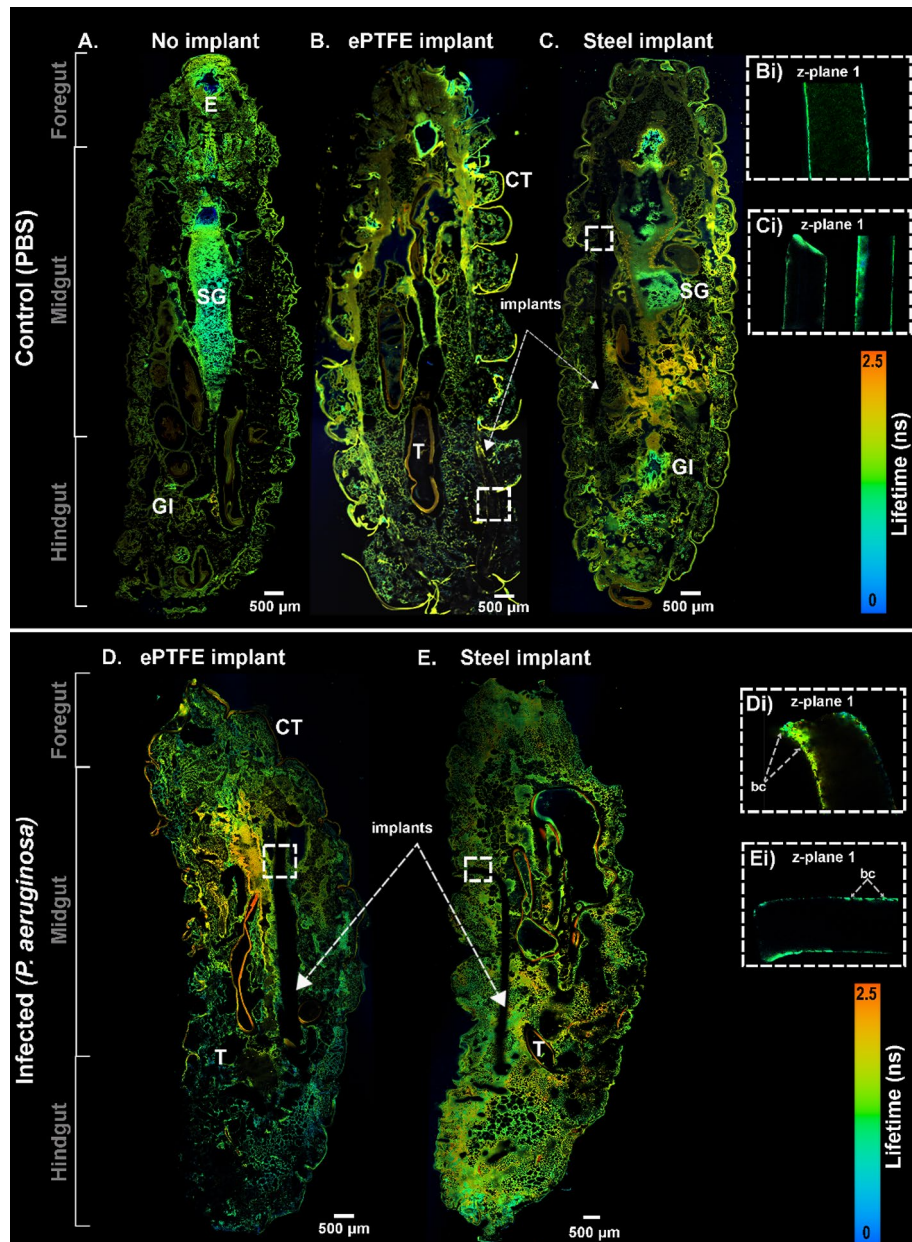 A.
No implant
B.
ePTFE implant
C.
Steel implant
Foregut
Midgut
Hindgut
Control (PBS)
E
SG
GI
CT
T
implants
SG
GI
500 µm
500 µm
500 µm
Bi)
z-plane 1
Ci)
z-plane 1
2.5
0
Lifetime (ns)
D.
ePTFE implant
E.
Steel implant
Foregut
Midgut
Hindgut
Infected (P. aeruginosa)
CT
implants
T
T
500 µm
500 µm
Di)
z-plane 1
bc
Ei)
z-plane 1
bc
2.5
0
Lifetime (ns)